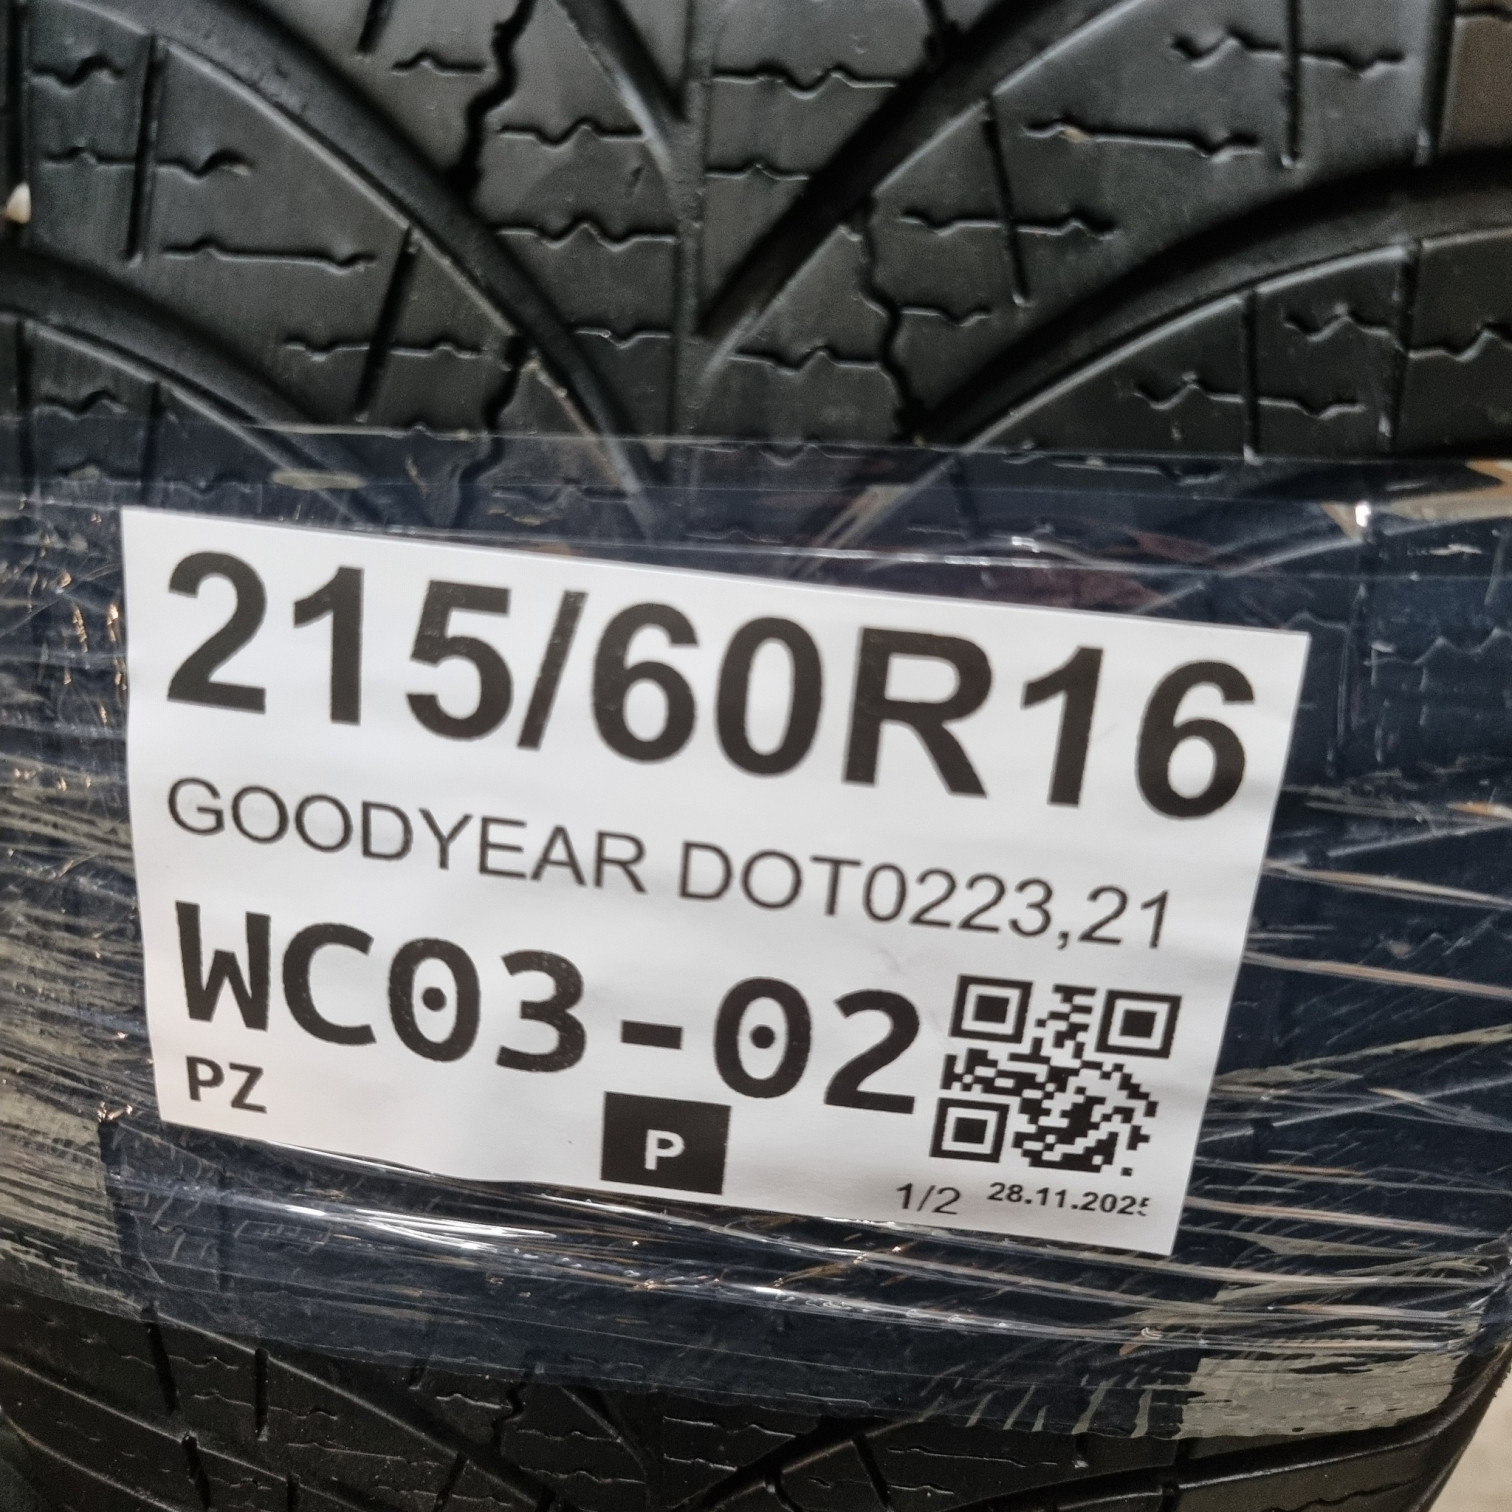 215/60R16
GOODYEAR DOT0223,21
WC03-02
PZ
P
1/2 28.11.2025